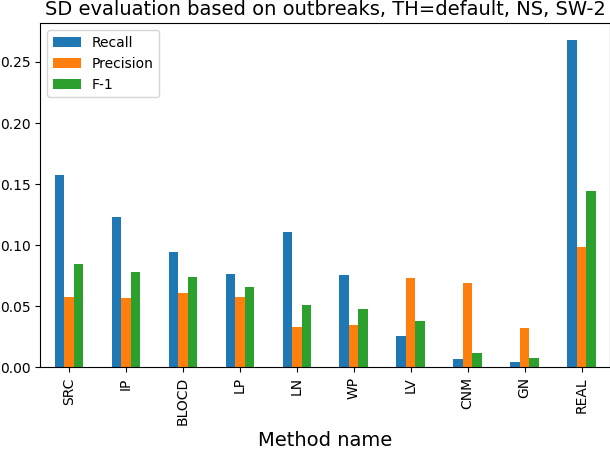 SD evaluation based on outbreaks, TH=default, NS, SW-2
Recall
Precision
F-1
0.25
0.20
0.15
0.10
0.05
0.00
SRC
IP
BLOCD
LP
LN
WP
LV
CNM
GN
REAL
Method name